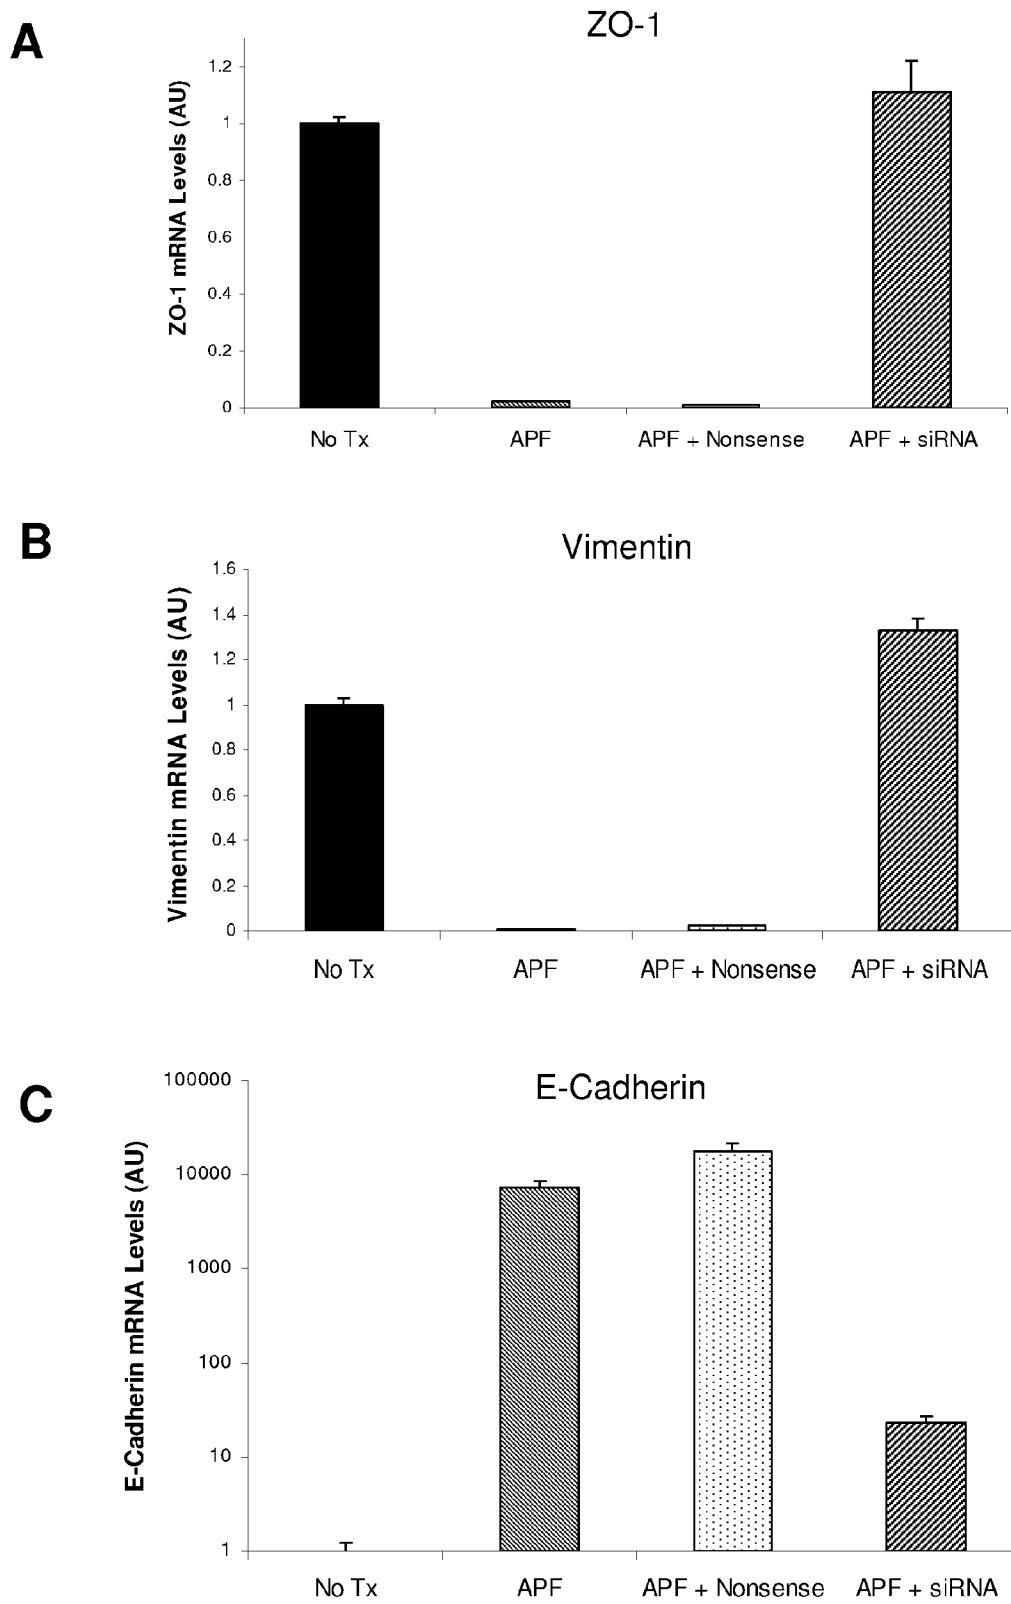 A
ZO-1
ZO-1 mRNA Levels (AU)
1.2
1
0.8
0.6
0.4
0.2
0
No Tx APF APF + Nonsense APF + siRNA
B
Vimentin
Vimentin mRNA Levels (AU)
1.6
1.4
1.2
1
0.8
0.6
0.4
0.2
0
No Tx APF APF + Nonsense APF + siRNA
C
E-Cadherin
E-Cadherin mRNA Levels (AU)
100000
10000
1000
100
10
1
No Tx APF APF + Nonsense APF + siRNA